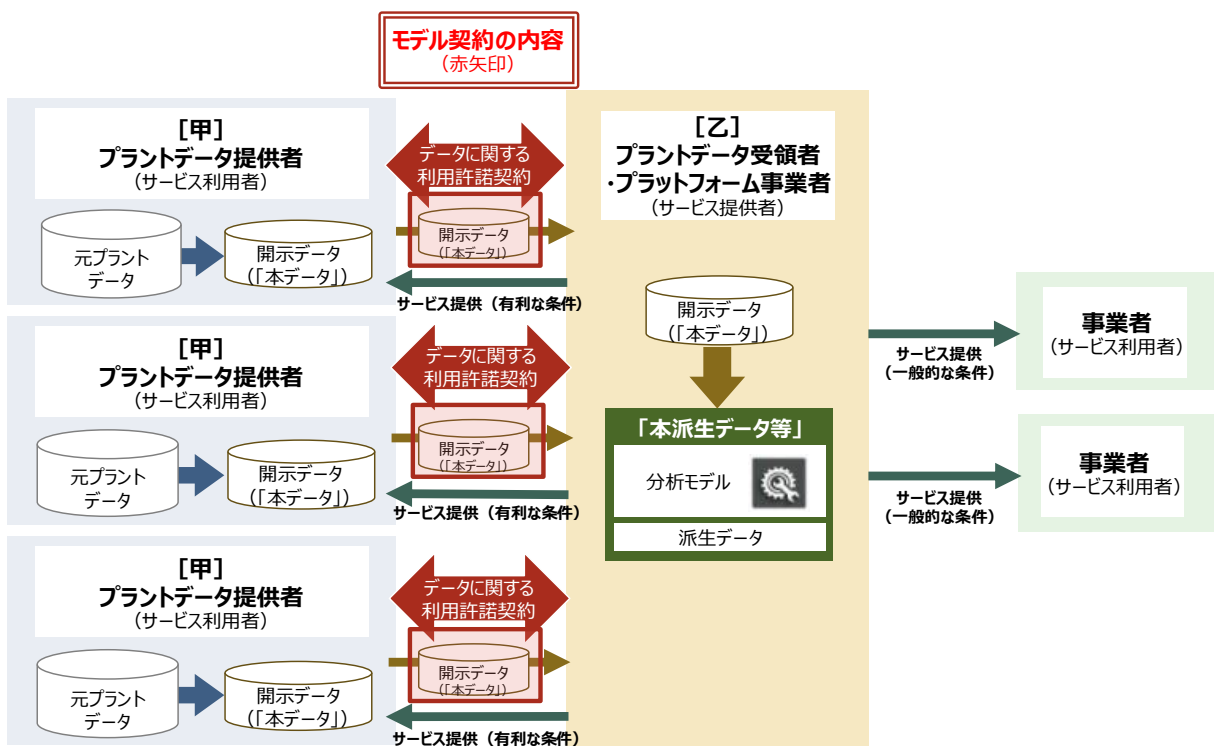 モデル契約の内容
（赤矢印）
［甲］
プラントデータ提供者
（サービス利用者）
元プラント
データ
開示データ
（「本データ」）
データに関する
利用許諾契約
開示データ
（「本データ」）
サービス提供（有利な条件）
［甲］
プラントデータ提供者
（サービス利用者）
元プラント
データ
開示データ
（「本データ」）
データに関する
利用許諾契約
開示データ
（「本データ」）
サービス提供（有利な条件）
［甲］
プラントデータ提供者
（サービス利用者）
元プラント
データ
開示データ
（「本データ」）
データに関する
利用許諾契約
開示データ
（「本データ」）
サービス提供（有利な条件）
［乙］
プラントデータ受領者
・プラットフォーム事業者
（サービス提供者）
開示データ
（「本データ」）
「本派生データ等」
分析モデル
派生データ
サービス提供
（一般的な条件）
事業者
（サービス利用者）
サービス提供
（一般的な条件）
事業者
（サービス利用者）